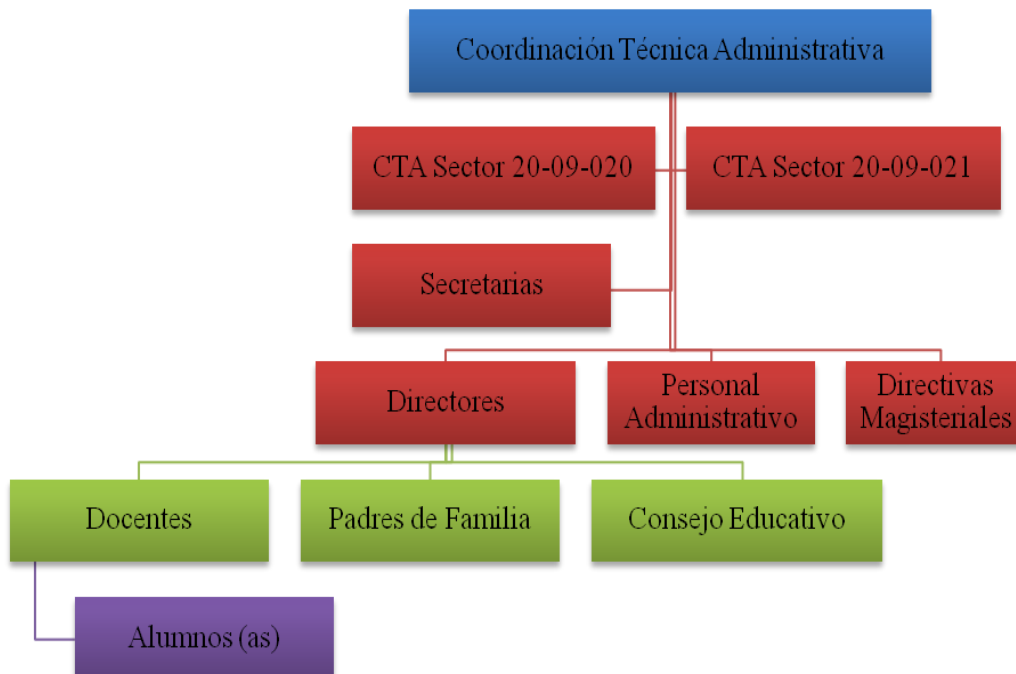 Coordinación Técnica Administrativa
CTA Sector 20-09-020
CTA Sector 20-09-021
Secretarias
Directores
Personal
Administrativo
Directivas
Magisteriales
Docentes
Padres de Familia
Consejo Educativo
Alumnos (as)